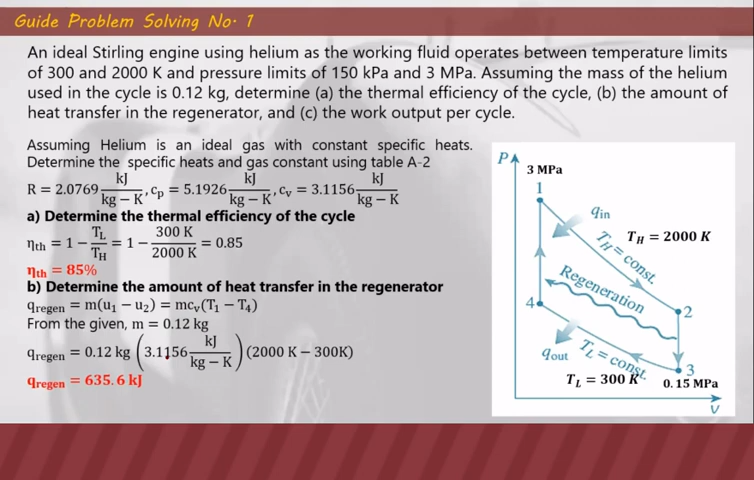 Guide Problem Solving No. 1
An ideal Stirling engine using helium as the working fluid operates between temperature limits
of 300 and 2000 K and pressure limits of 150 kPa and 3 MPa. Assuming the mass of the helium
used in the cycle is 0.12 kg, determine (a) the thermal efficiency of the cycle, (b) the amount of
heat transfer in the regenerator, and (c) the work output per cycle.
Assuming Helium is an ideal gas with constant specific heats.
Determine the specific heats and gas constant using table A-2
R = 2.0769 kJ/kg − K, cp = 5.1926 kJ/kg − K, cv = 3.1156 kJ/kg − K
a) Determine the thermal efficiency of the cycle
ηth = 1 − TL/TH = 1 − 300 K/2000 K = 0.85
ηth = 85%
b) Determine the amount of heat transfer in the regenerator
qregen = m(u1 − u2) = mcv(T1 − T4)
From the given, m = 0.12 kg
qregen = 0.12 kg (3.1156 kJ/kg − K) (2000 K − 300K)
qregen = 635.6 kJ
P
3 MPa
1
qin
TH = const.
TH = 2000 K
Regeneration
4
2
qout
TL = const.
3
TL = 300 K
0.15 MPa
v